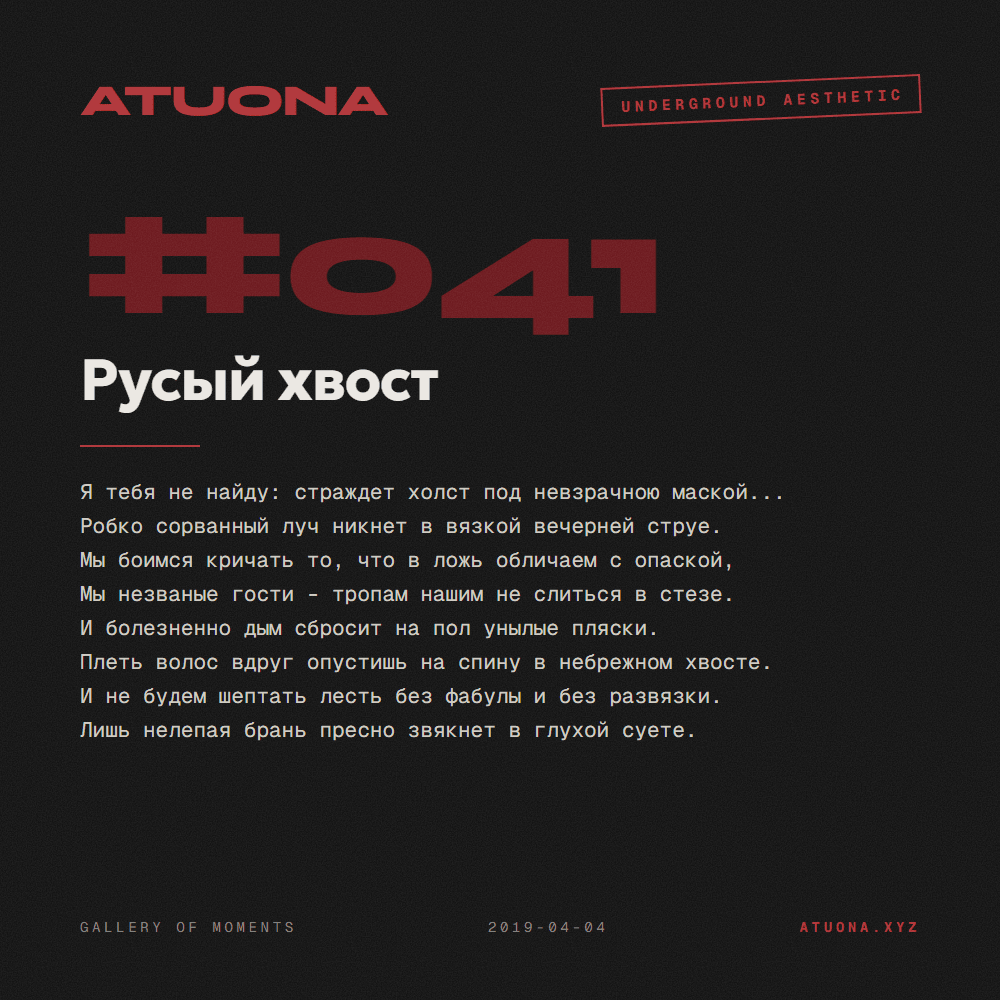 ATUONA
UNDERGROUND AESTHETIC
#041
Русый хвост
Я тебя не найду: страждет холст под невзрачною маской...
Робко сорванный луч никнет в вязкой вечерней струе.
Мы боимся кричать то, что в ложь обличаем с опаской,
Мы незваные гости - тропам нашим не слиться в стезе.
И болезненно дым сбросит на пол унылые пляски.
Плеть волос вдруг опустишь на спину в небрежном хвосте.
И не будем шептать лесть без фабулы и без развязки.
Лишь нелепая брань пресно звякнет в глухой суете.
GALLERY OF MOMENTS
2019-04-04
ATUONA.XYZ